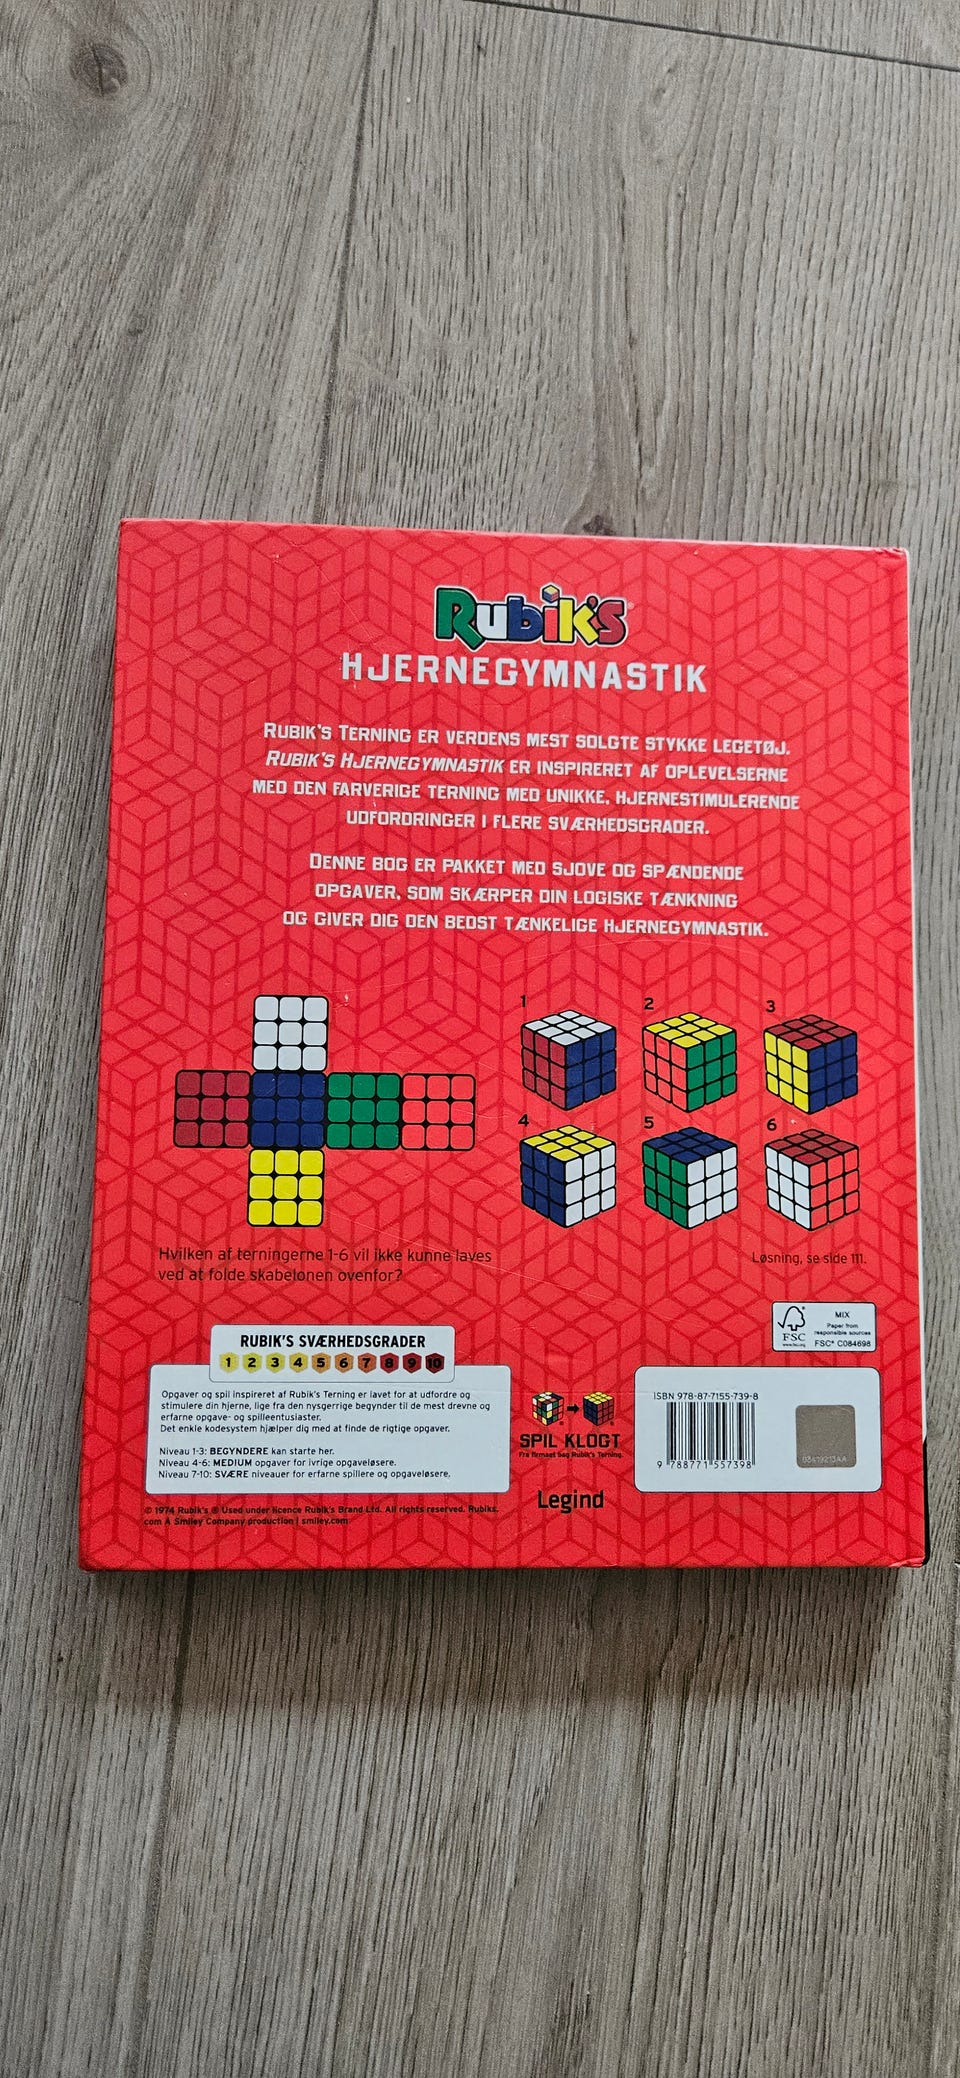 Rubik's
HJERNEGYMNASTIK
RUBIK'S TERNING ER VERDENS MEST SOLGTE STYKKE LEGETØJ.
RUBIK'S HJERNEGYMNASTIK ER INSPIRERET AF OPLEVELSERNE
MED DEN FARVERIGE TERNING MED UNIKKE, HJERNESTIMULERENDE
UDFORDRINGER I FLERE SVÆRHEDSGRADER.
DENNE BOG ER PAKKET MED SJOVE OG SPÆNDENDE
OPGAVER, SOM SKÆRPER DIN LOGISKE TÆNKNING
OG GIVER DIG DEN BEDST TÆNKELIGE HJERNEGYMNASTIK.
1 2 3
4 5 6
Hvilken af terningerne 1-6 vil ikke kunne laves
ved at folde skabelonen ovenfor?
Løsning, se side 111.
RUBIK'S SVÆRHEDSGRADER
1 2 3 4 5 6 7 8 9 10
Opgaver og spil inspireret af Rubik's Terning er lavet for at udfordre og
stimulere din hjerne, lige fra den nysgerrige begynder til de mest drevne og
erfarne opgave- og spilleentusiaster.
Det enkle kodesystem hjælper dig med at finde de rigtige opgaver.
Niveau 1-3: BEGYNDERE kan starte her.
Niveau 4-6: MEDIUM opgaver for ivrige opgaveløsere.
Niveau 7-10: SVÆRE niveauer for erfarne spillere og opgaveløsere.
© 1974 Rubik's ® Used under licence Rubik's Brand Ltd. All rights reserved. Rubiks.
com A Smiley Company production | smiley.com
SPIL KLOGT
Fra firmaet bag Rubik's Terning.
Legind
FSC
www.fsc.org
MIX
Paper from
responsible sources
FSC® C084698
ISBN 978-87-7155-739-8
9 788771 557398
03419213AA